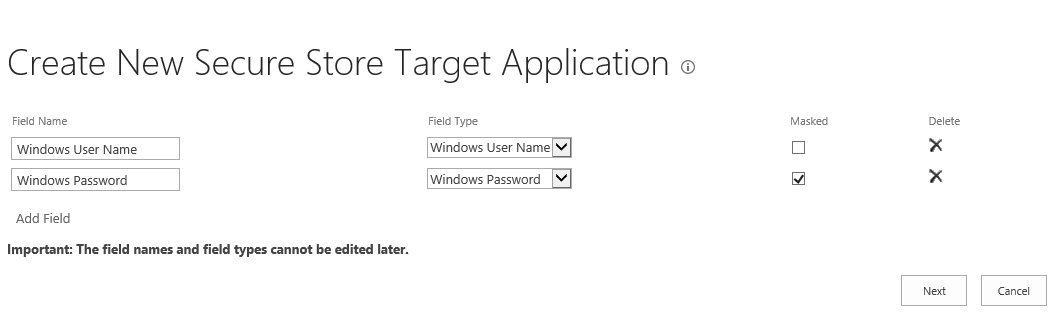 Create New Secure Store Target Application
Field Name Field Type Masked Delete
Windows User Name Windows User Name
Windows Password Windows Password
Add Field
Important: The field names and field types cannot be edited later.
Next Cancel